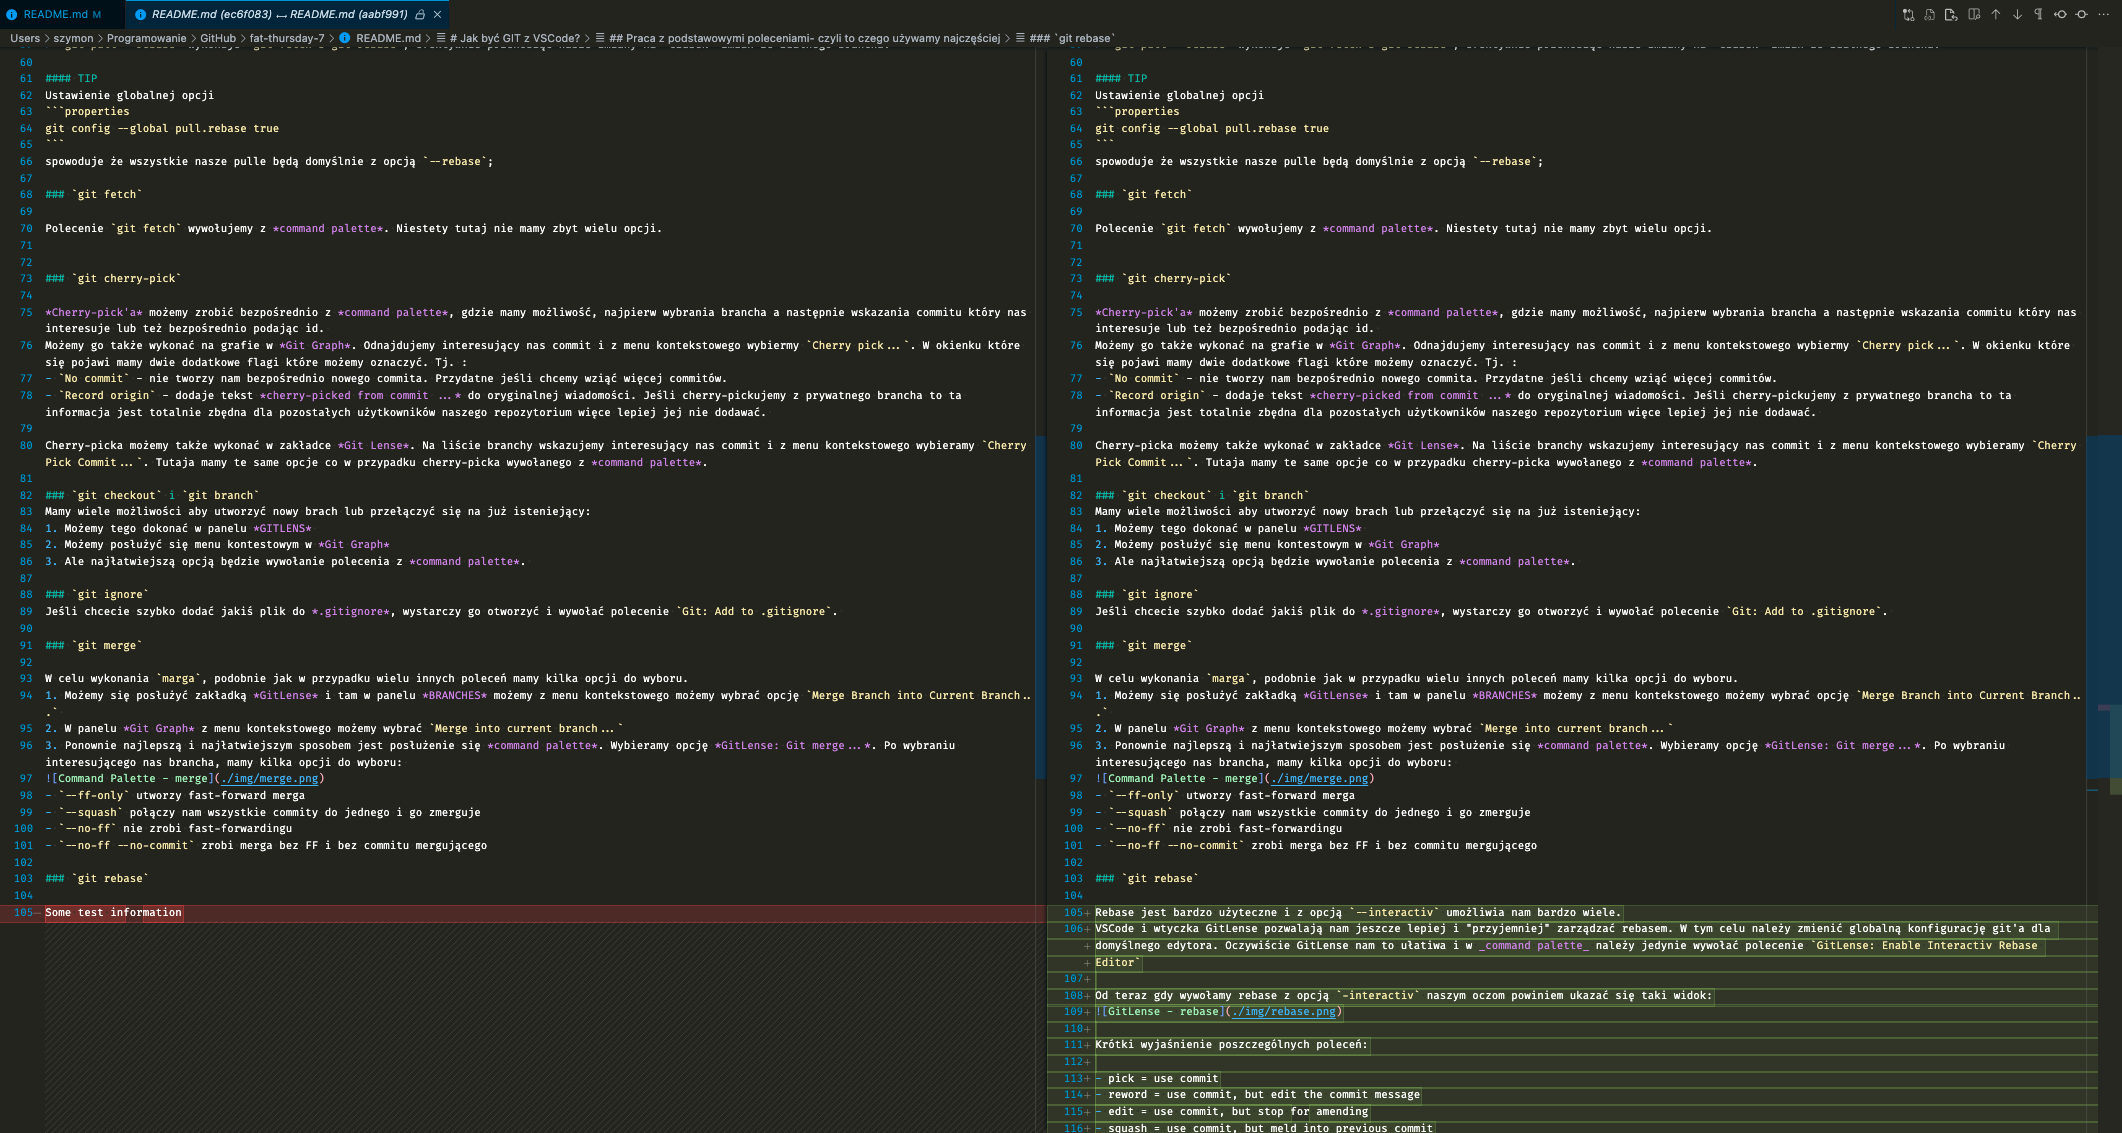 README.md M
README.md (ec6f083) ↔ README.md (aabf991)
Users > szymon > Programowanie > GitHub > fat-thursday-7 > README.md > # Jak być GIT z VSCode? > ## Praca z podstawowymi poleceniami- czyli to czego używamy najczęściej > ### `git rebase`
60
61 #### TIP
62 Ustawienie globalnej opcji
63 ```properties
64 git config --global pull.rebase true
65 ```
66 spowoduje że wszystkie nasze pulle będą domyślnie z opcją `--rebase`;
67
68 ### `git fetch`
69
70 Polecenie `git fetch` wywołujemy z *command palette*. Niestety tutaj nie mamy zbyt wielu opcji.
71
72
73 ### `git cherry-pick`
74
75 *Cherry-pick'a* możemy zrobić bezpośrednio z *command palette*, gdzie mamy możliwość, najpierw wybrania brancha a następnie wskazania commitu który nas
interesuje lub też bezpośrednio podając id.
76 Możemy go także wykonać na grafie w *Git Graph*. Odnajdujemy interesujący nas commit i z menu kontekstowego wybiermy `Cherry pick...`. W okienku które
się pojawi mamy dwie dodatkowe flagi które możemy oznaczyć. Tj. :
77 - `No commit` - nie tworzy nam bezpośrednio nowego commita. Przydatne jeśli chcemy wziąć więcej commitów.
78 - `Record origin` - dodaje tekst *cherry-picked from commit ...* do oryginalnej wiadomości. Jeśli cherry-pickujemy z prywatnego brancha to ta
informacja jest totalnie zbędna dla pozostałych użytkowników naszego repozytorium więce lepiej jej nie dodawać.
79
80 Cherry-picka możemy także wykonać w zakładce *Git Lense*. Na liście branchy wskazujemy interesujący nas commit i z menu kontekstowego wybieramy `Cherry
Pick Commit...`. Tutaja mamy te same opcje co w przypadku cherry-picka wywołanego z *command palette*.
81
82 ### `git checkout` i `git branch`
83 Mamy wiele możliwości aby utworzyć nowy brach lub przełączyć się na już isteniejący:
84 1. Możemy tego dokonać w panelu *GITLENS*
85 2. Możemy posłużyć się menu kontestowym w *Git Graph*
86 3. Ale najłatwiejszą opcją będzie wywołanie polecenia z *command palette*.
87
88 ### `git ignore`
89 Jeśli chcecie szybko dodać jakiś plik do *.gitignore*, wystarczy go otworzyć i wywołać polecenie `Git: Add to .gitignore`.
90
91 ### `git merge`
92
93 W celu wykonania `marga`, podobnie jak w przypadku wielu innych poleceń mamy kilka opcji do wyboru.
94 1. Możemy się posłużyć zakładką *GitLense* i tam w panelu *BRANCHES* możemy z menu kontekstowego możemy wybrać opcję `Merge Branch into Current Branch..
.`
95 2. W panelu *Git Graph* z menu kontekstowego możemy wybrać `Merge into current branch...`
96 3. Ponownie najlepszą i najłatwiejszym sposobem jest posłużenie się *command palette*. Wybieramy opcję *GitLense: Git merge...*. Po wybraniu
interesującego nas brancha, mamy kilka opcji do wyboru:
97 ![Command Palette - merge](./img/merge.png)
98 - `--ff-only` utworzy fast-forward merga
99 - `--squash` połączy nam wszystkie commity do jednego i go zmerguje
100 - `--no-ff` nie zrobi fast-forwardingu
101 - `--no-ff --no-commit` zrobi merga bez FF i bez commitu mergującego
102
103 ### `git rebase`
104
105− Some test information
60
61 #### TIP
62 Ustawienie globalnej opcji
63 ```properties
64 git config --global pull.rebase true
65 ```
66 spowoduje że wszystkie nasze pulle będą domyślnie z opcją `--rebase`;
67
68 ### `git fetch`
69
70 Polecenie `git fetch` wywołujemy z *command palette*. Niestety tutaj nie mamy zbyt wielu opcji.
71
72
73 ### `git cherry-pick`
74
75 *Cherry-pick'a* możemy zrobić bezpośrednio z *command palette*, gdzie mamy możliwość, najpierw wybrania brancha a następnie wskazania commitu który nas
interesuje lub też bezpośrednio podając id.
76 Możemy go także wykonać na grafie w *Git Graph*. Odnajdujemy interesujący nas commit i z menu kontekstowego wybiermy `Cherry pick...`. W okienku które
się pojawi mamy dwie dodatkowe flagi które możemy oznaczyć. Tj. :
77 - `No commit` - nie tworzy nam bezpośrednio nowego commita. Przydatne jeśli chcemy wziąć więcej commitów.
78 - `Record origin` - dodaje tekst *cherry-picked from commit ...* do oryginalnej wiadomości. Jeśli cherry-pickujemy z prywatnego brancha to ta
informacja jest totalnie zbędna dla pozostałych użytkowników naszego repozytorium więce lepiej jej nie dodawać.
79
80 Cherry-picka możemy także wykonać w zakładce *Git Lense*. Na liście branchy wskazujemy interesujący nas commit i z menu kontekstowego wybieramy `Cherry
Pick Commit...`. Tutaja mamy te same opcje co w przypadku cherry-picka wywołanego z *command palette*.
81
82 ### `git checkout` i `git branch`
83 Mamy wiele możliwości aby utworzyć nowy brach lub przełączyć się na już isteniejący:
84 1. Możemy tego dokonać w panelu *GITLENS*
85 2. Możemy posłużyć się menu kontestowym w *Git Graph*
86 3. Ale najłatwiejszą opcją będzie wywołanie polecenia z *command palette*.
87
88 ### `git ignore`
89 Jeśli chcecie szybko dodać jakiś plik do *.gitignore*, wystarczy go otworzyć i wywołać polecenie `Git: Add to .gitignore`.
90
91 ### `git merge`
92
93 W celu wykonania `marga`, podobnie jak w przypadku wielu innych poleceń mamy kilka opcji do wyboru.
94 1. Możemy się posłużyć zakładką *GitLense* i tam w panelu *BRANCHES* możemy z menu kontekstowego możemy wybrać opcję `Merge Branch into Current Branch..
.`
95 2. W panelu *Git Graph* z menu kontekstowego możemy wybrać `Merge into current branch...`
96 3. Ponownie najlepszą i najłatwiejszym sposobem jest posłużenie się *command palette*. Wybieramy opcję *GitLense: Git merge...*. Po wybraniu
interesującego nas brancha, mamy kilka opcji do wyboru:
97 ![Command Palette - merge](./img/merge.png)
98 - `--ff-only` utworzy fast-forward merga
99 - `--squash` połączy nam wszystkie commity do jednego i go zmerguje
100 - `--no-ff` nie zrobi fast-forwardingu
101 - `--no-ff --no-commit` zrobi merga bez FF i bez commitu mergującego
102
103 ### `git rebase`
104
105+ Rebase jest bardzo użyteczne i z opcją `--interactiv` umożliwia nam bardzo wiele.
106+ VSCode i wtyczka GitLense pozwalają nam jeszcze lepiej i "przyjemniej" zarządzać rebasem. W tym celu należy zmienić globalną konfigurację git'a dla
+ domyślnego edytora. Oczywiście GitLense nam to ułatiwa i w _command palette_ należy jedynie wywołać polecenie `GitLense: Enable Interactiv Rebase
+ Editor`
107+
108+ Od teraz gdy wywołamy rebase z opcją `-interactiv` naszym oczom powiniem ukazać się taki widok:
109+ ![GitLense - rebase](./img/rebase.png)
110+
111+ Krótki wyjaśnienie poszczególnych poleceń:
112+
113+ - pick = use commit
114+ - reword = use commit, but edit the commit message
115+ - edit = use commit, but stop for amending
116+ - squash = use commit, but meld into previous commit